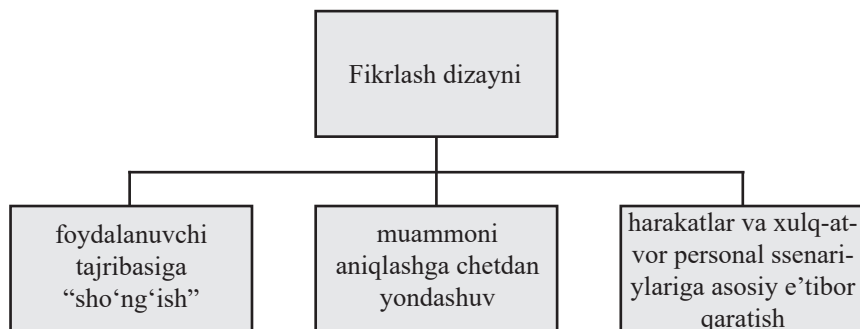 Fikrlash dizayni
foydalanuvchi
tajribasiga
“sho‘ng‘ish”
muammoni
aniqlashga chetdan
yondashuv
harakatlar va xulq-at-
vor personal ssenari-
ylariga asosiy e’tibor
qaratish